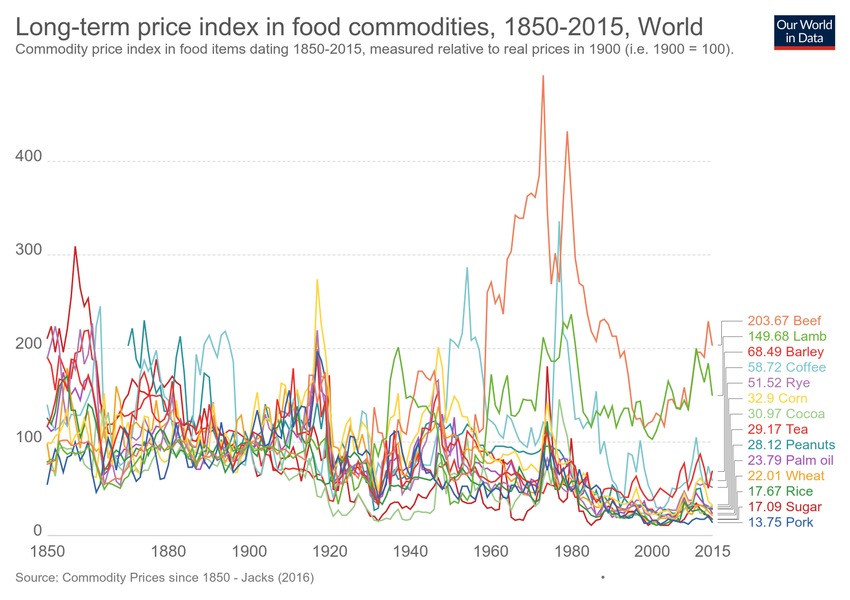 Long-term price index in food commodities, 1850-2015, World
Our World
in Data
Commodity price index in food items dating 1850-2015, measured relative to real prices in 1900 (i.e. 1900 = 100).
400
300
200
100
0
1850
1880
1900
1920
1940
1960
1980
2000
2015
203.67 Beef
149.68 Lamb
68.49 Barley
58.72 Coffee
51.52 Rye
32.9 Corn
30.97 Cocoa
29.17 Tea
28.12 Peanuts
23.79 Palm oil
22.01 Wheat
17.67 Rice
17.09 Sugar
13.75 Pork
Source: Commodity Prices since 1850 - Jacks (2016)